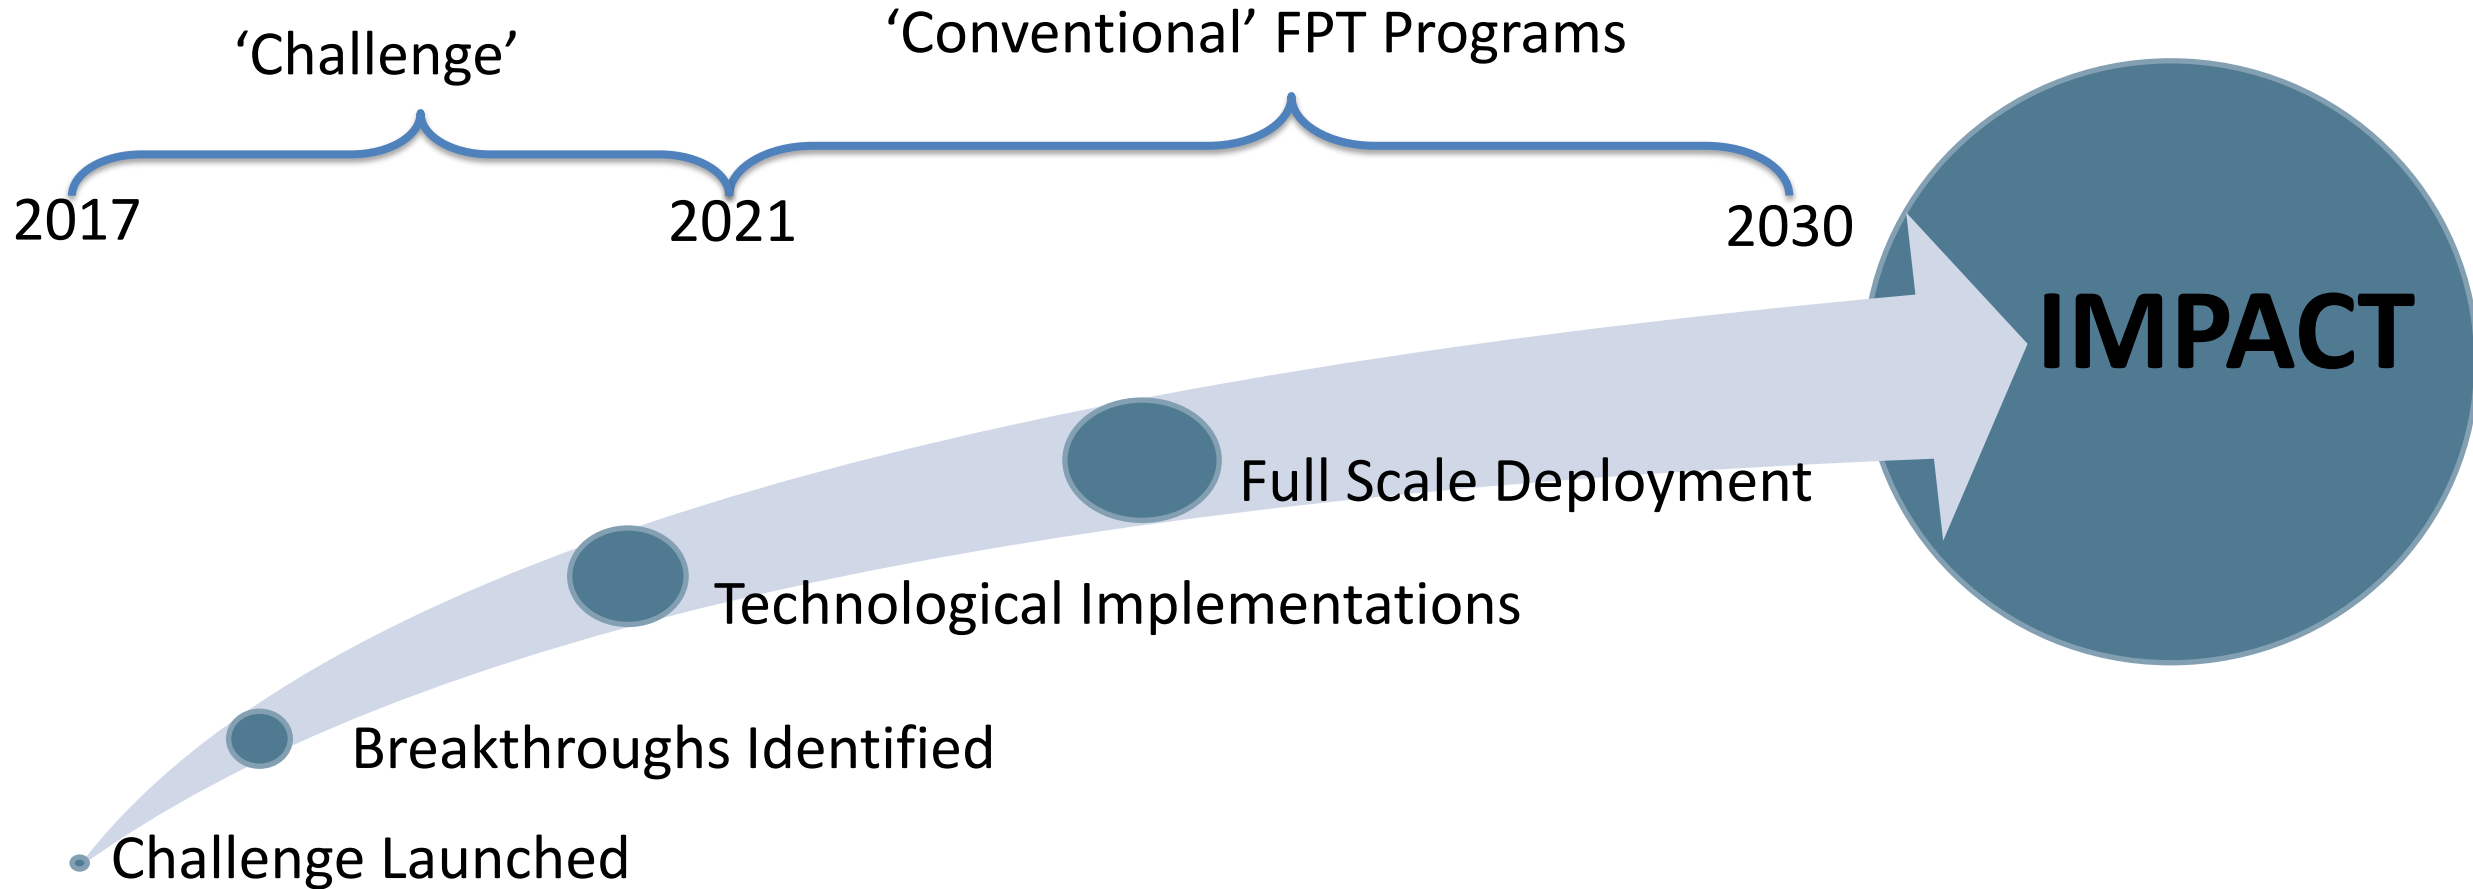 ‘Challenge’
‘Conventional’ FPT Programs
2017
2021
2030
IMPACT
Full Scale Deployment
Technological Implementations
Breakthroughs Identified
Challenge Launched